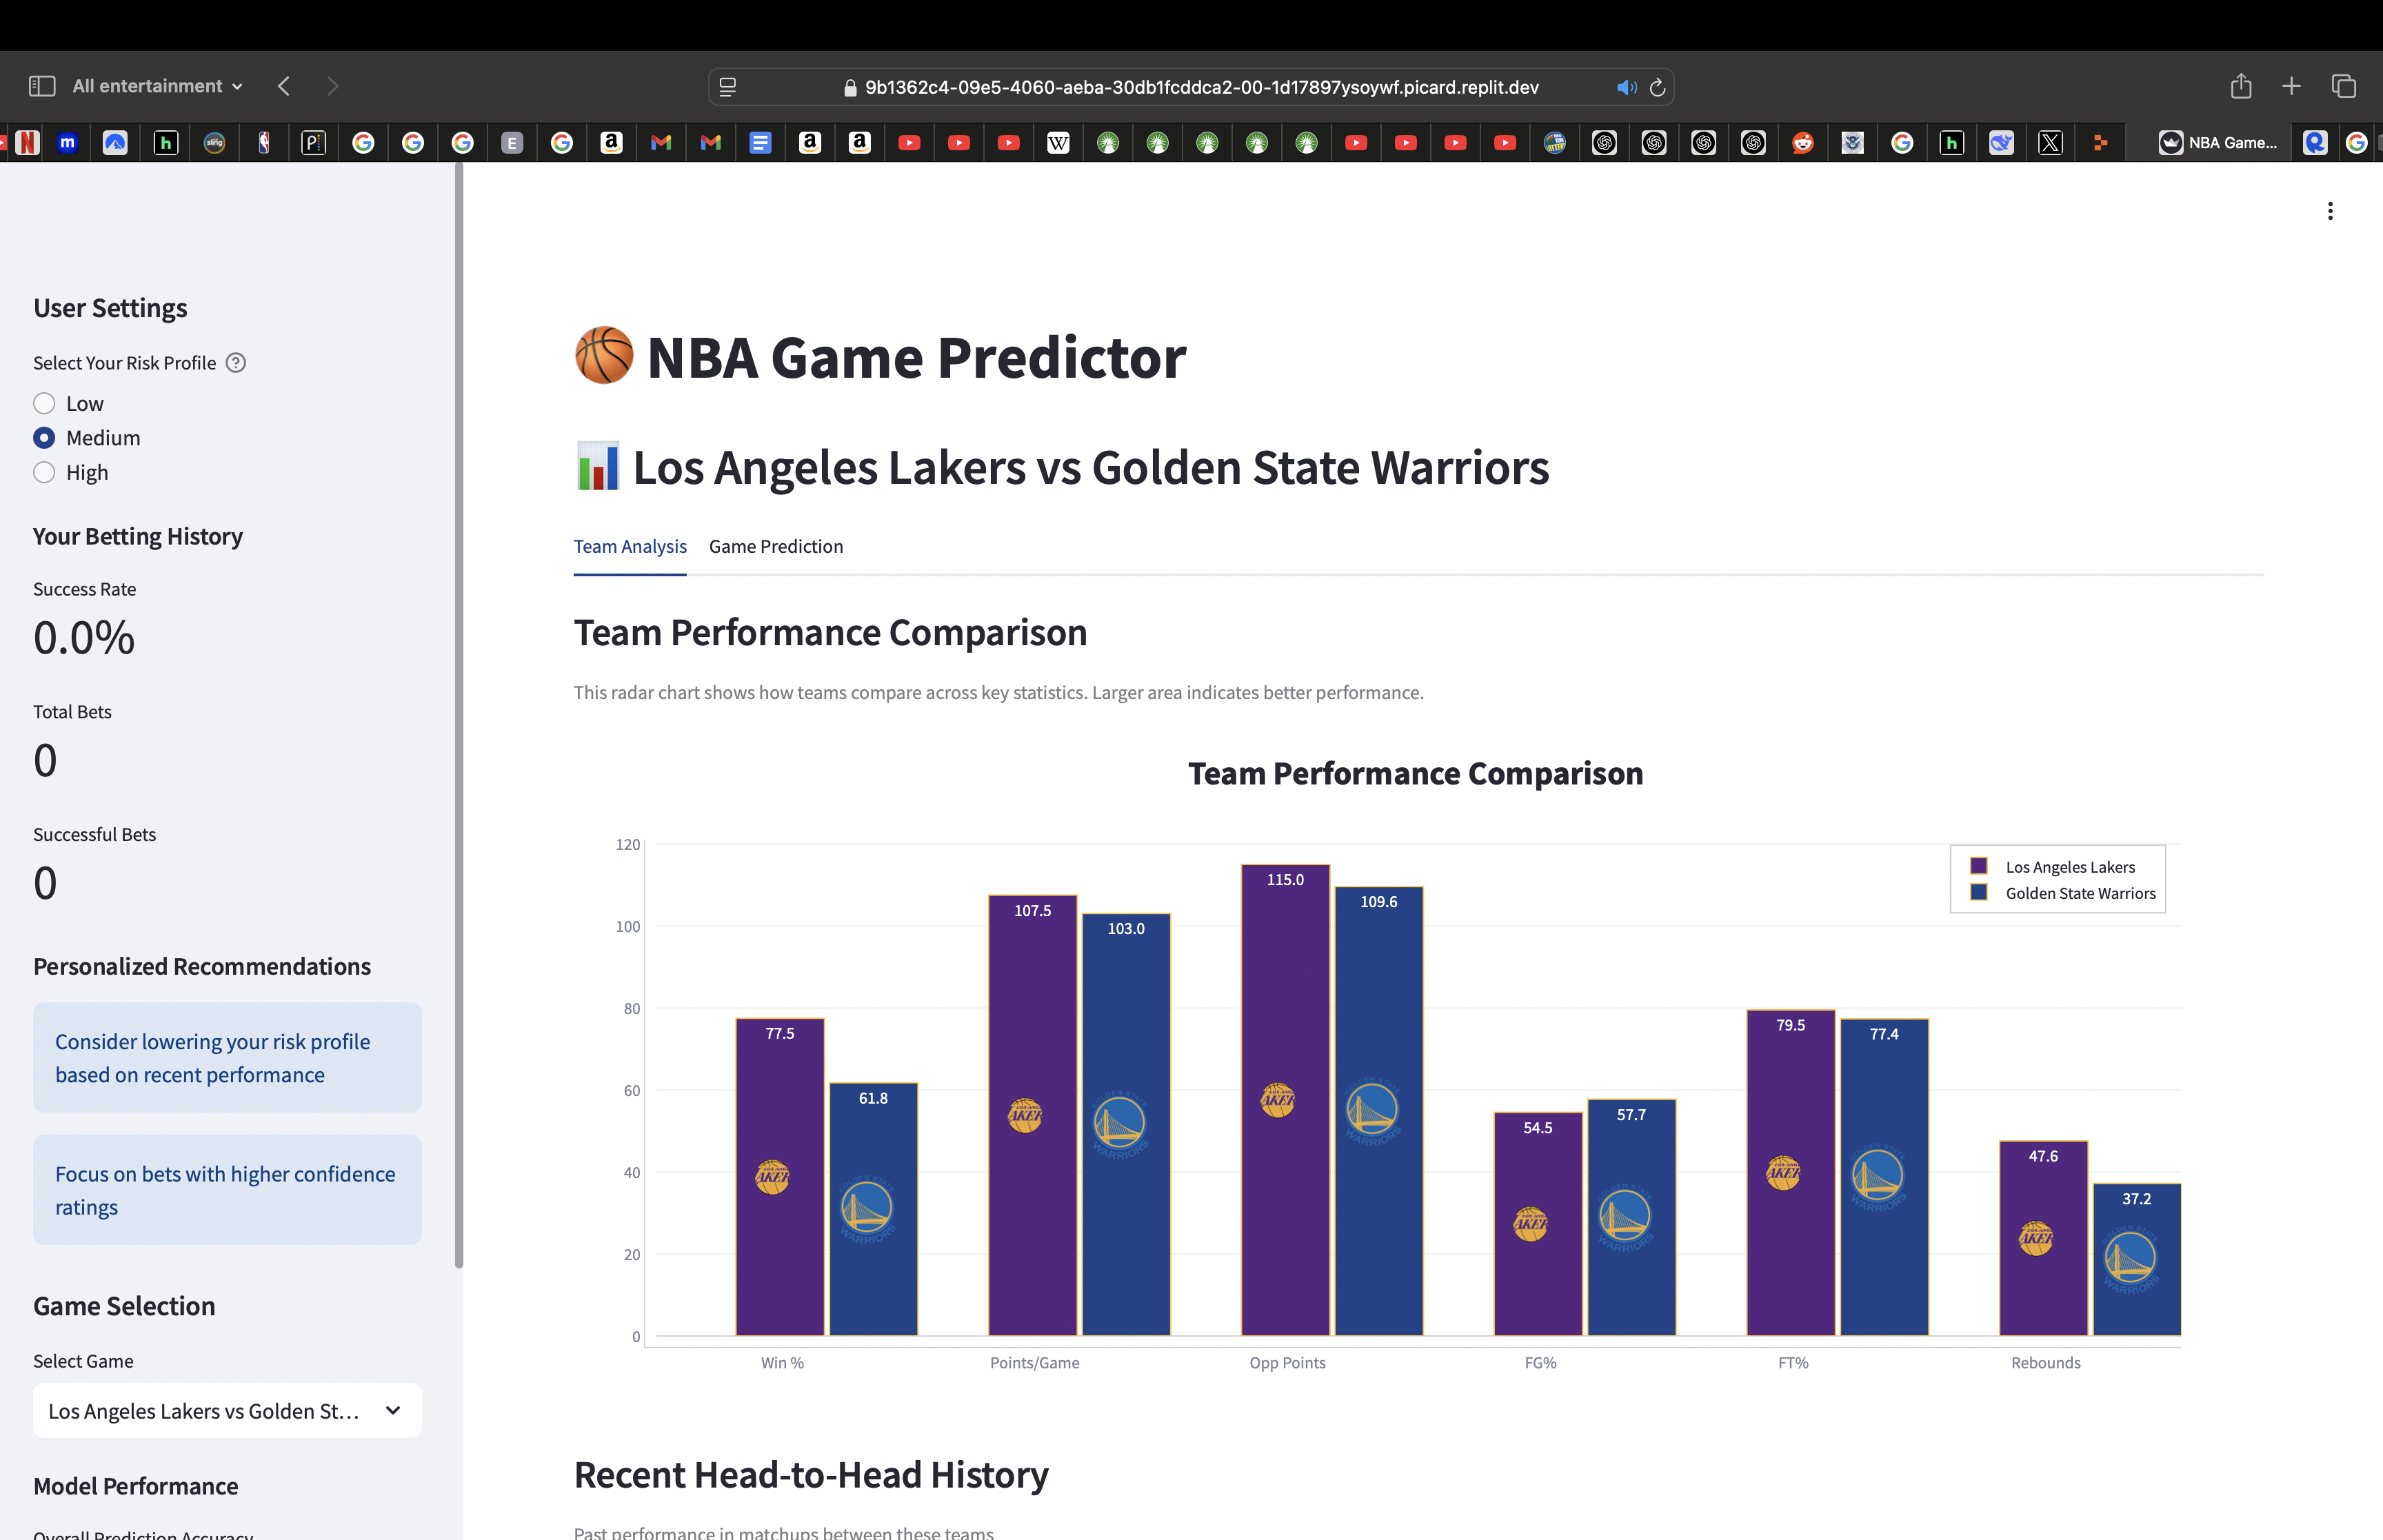 All entertainment
9b1362c4-09e5-4060-aeba-30db1fcddca2-00-1d17897ysoywf.picard.replit.dev
NBA Game...
User Settings
Select Your Risk Profile
Low
Medium
High
Your Betting History
Success Rate
0.0%
Total Bets
0
Successful Bets
0
Personalized Recommendations
Consider lowering your risk profile
based on recent performance
Focus on bets with higher confidence
ratings
Game Selection
Select Game
Los Angeles Lakers vs Golden St...
Model Performance
Overall Prediction Accuracy
🏀 NBA Game Predictor
📊 Los Angeles Lakers vs Golden State Warriors
Team Analysis Game Prediction
Team Performance Comparison
This radar chart shows how teams compare across key statistics. Larger area indicates better performance.
Team Performance Comparison
Los Angeles Lakers
Golden State Warriors
120
100
80
60
40
20
0
77.5
61.8
107.5
103.0
115.0
109.6
54.5
57.7
79.5
77.4
47.6
37.2
Win %
Points/Game
Opp Points
FG%
FT%
Rebounds
Recent Head-to-Head History
Past performance in matchups between these teams